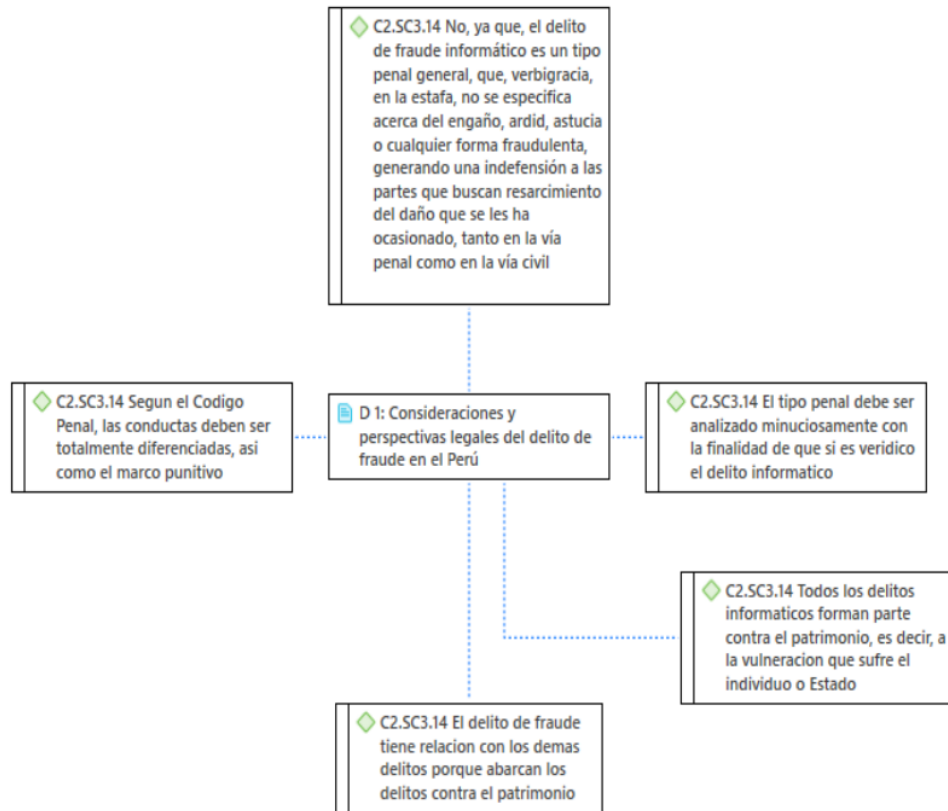 C2.SC3.14 No, ya que, el delito
de fraude informático es un tipo
penal general, que, verbigracia,
en la estafa, no se especifica
acerca del engaño, ardid, astucia
o cualquier forma fraudulenta,
generando una indefensión a las
partes que buscan resarcimiento
del daño que se les ha
ocasionado, tanto en la vía
penal como en la vía civil
C2.SC3.14 Segun el Codigo
Penal, las conductas deben ser
totalmente diferenciadas, asi
como el marco punitivo
D 1: Consideraciones y
perspectivas legales del delito de
fraude en el Perú
C2.SC3.14 El tipo penal debe ser
analizado minuciosamente con
la finalidad de que si es veridico
el delito informatico
C2.SC3.14 Todos los delitos
informaticos forman parte
contra el patrimonio, es decir, a
la vulneracion que sufre el
individuo o Estado
C2.SC3.14 El delito de fraude
tiene relacion con los demas
delitos porque abarcan los
delitos contra el patrimonio